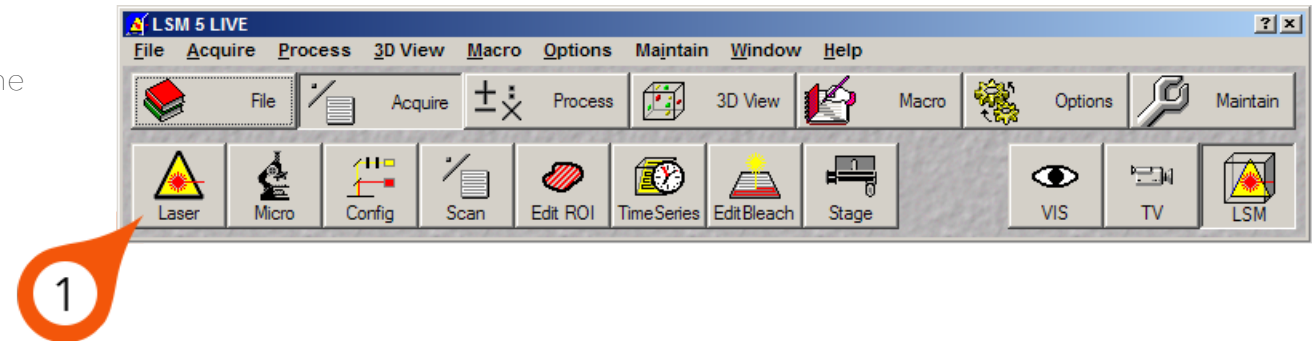 LSM 5 LIVE
File Acquire Process 3D View Macro Options Maintain Window Help
ne
File Acquire Process 3D View Macro Options Maintain
Laser Micro Config Scan Edit ROI TimeSeries EditBleach Stage VIS TV LSM
1